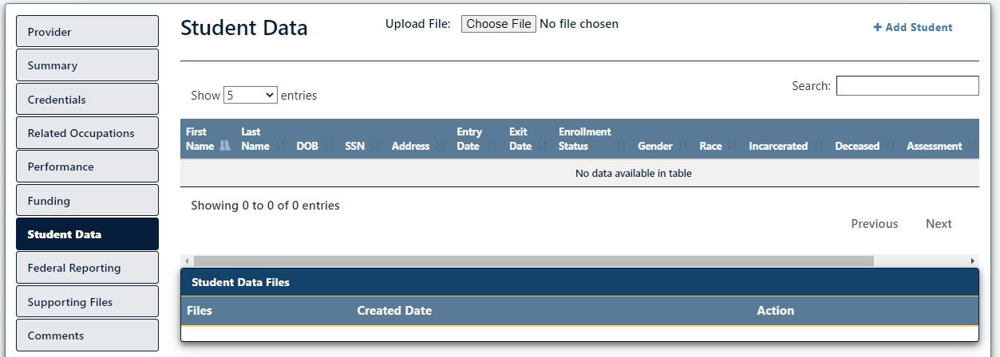 Provider
Summary
Credentials
Related Occupations
Performance
Funding
Student Data
Federal Reporting
Supporting Files
Comments
Student Data
Upload File: Choose File No file chosen
+ Add Student
Show 5 entries
Search:
First Name Last Name DOB SSN Address Entry Date Exit Date Enrollment Status Gender Race Incarcerated Deceased Assessment
No data available in table
Showing 0 to 0 of 0 entries
Previous Next
Student Data Files
Files Created Date Action